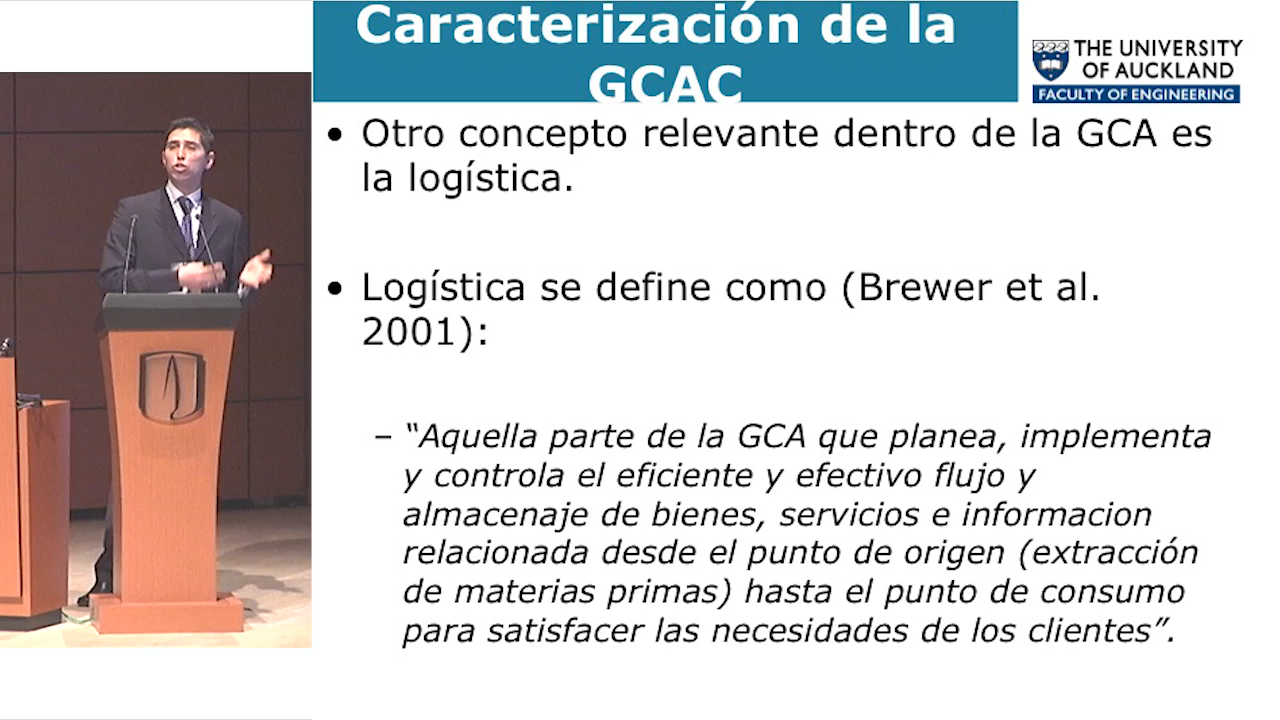 Caracterización de la
GCAC
THE UNIVERSITY
OF AUCKLAND
FACULTY OF ENGINEERING
• Otro concepto relevante dentro de la GCA es
la logística.
• Logística se define como (Brewer et al.
2001):
– “Aquella parte de la GCA que planea, implementa
y controla el eficiente y efectivo flujo y
almacenaje de bienes, servicios e informacion
relacionada desde el punto de origen (extracción
de materias primas) hasta el punto de consumo
para satisfacer las necesidades de los clientes”.